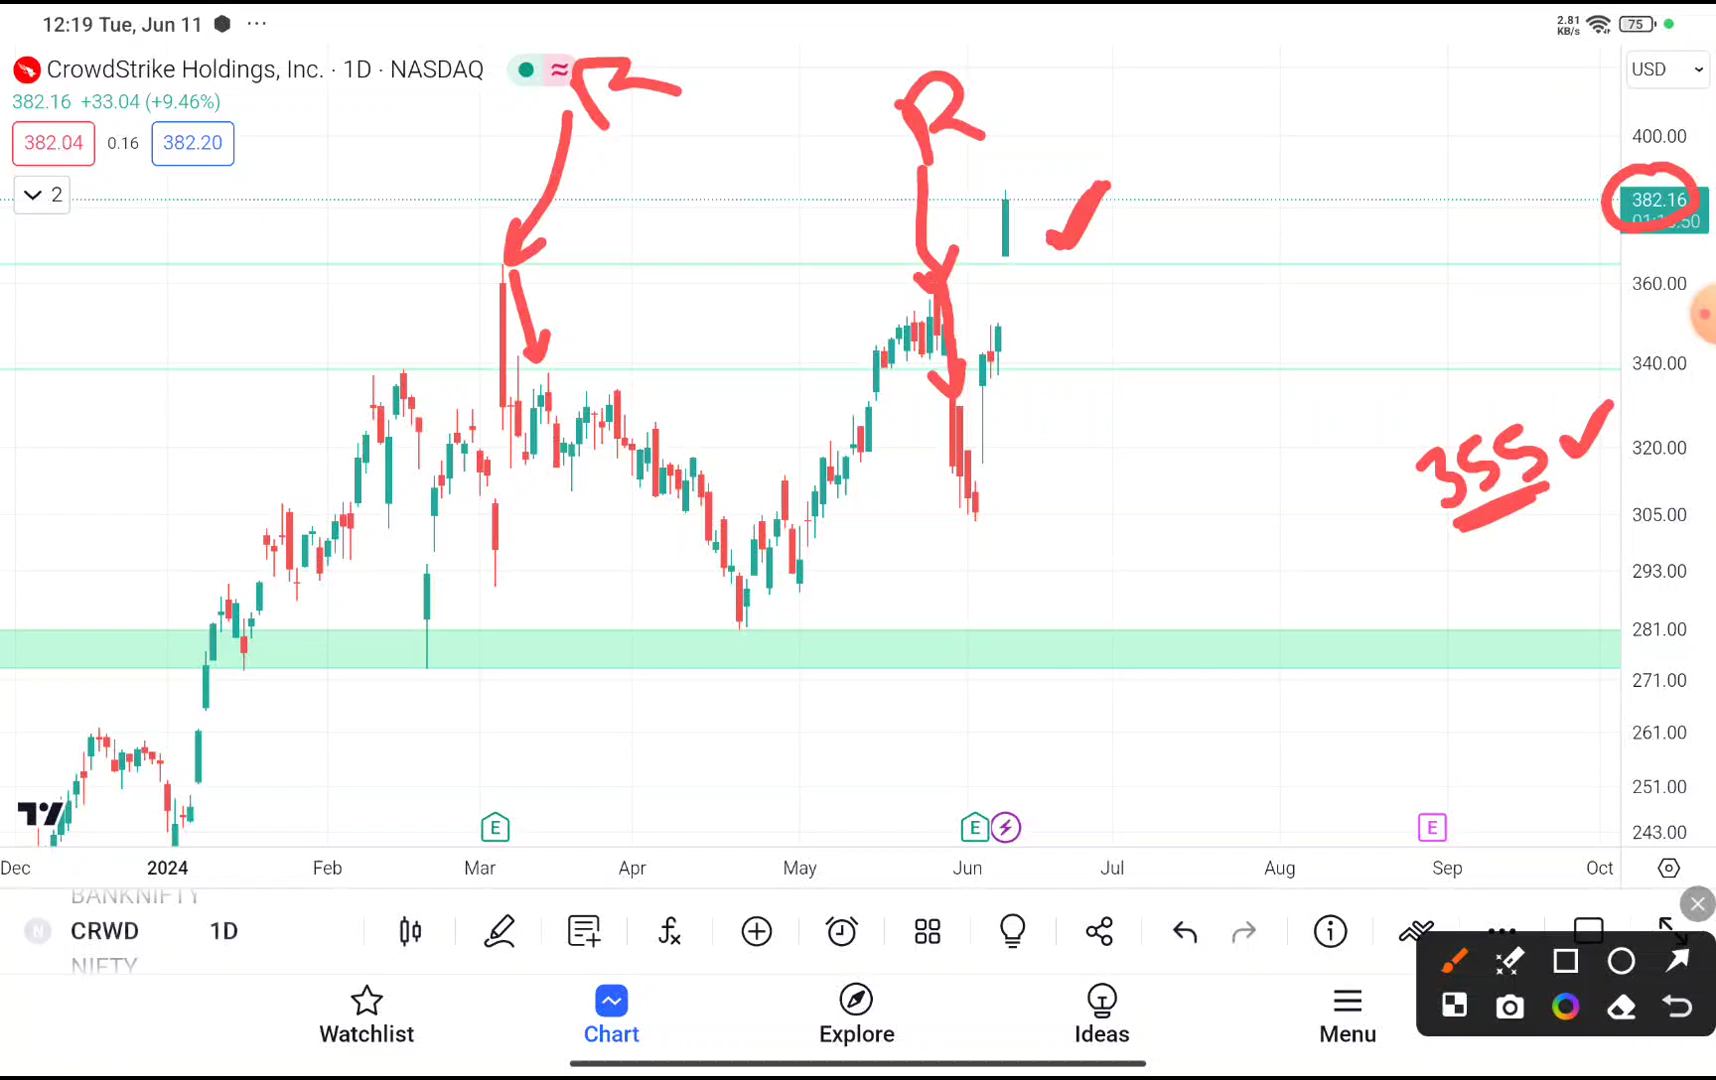 12:19 Tue, Jun 11 ...
2.81 KB/s 75
CrowdStrike Holdings, Inc. · 1D · NASDAQ
USD
382.16 +33.04 (+9.46%)
R
400.00
382.04 0.16 382.20
2
382.16
360.00
340.00
355
320.00
305.00
293.00
281.00
271.00
261.00
251.00
243.00
E E E
Dec 2024 Feb Mar Apr May Jun Jul Aug Sep Oct
BANKNIFTY
N CRWD 1D
NIFTY
Watchlist Chart Explore Ideas Menu